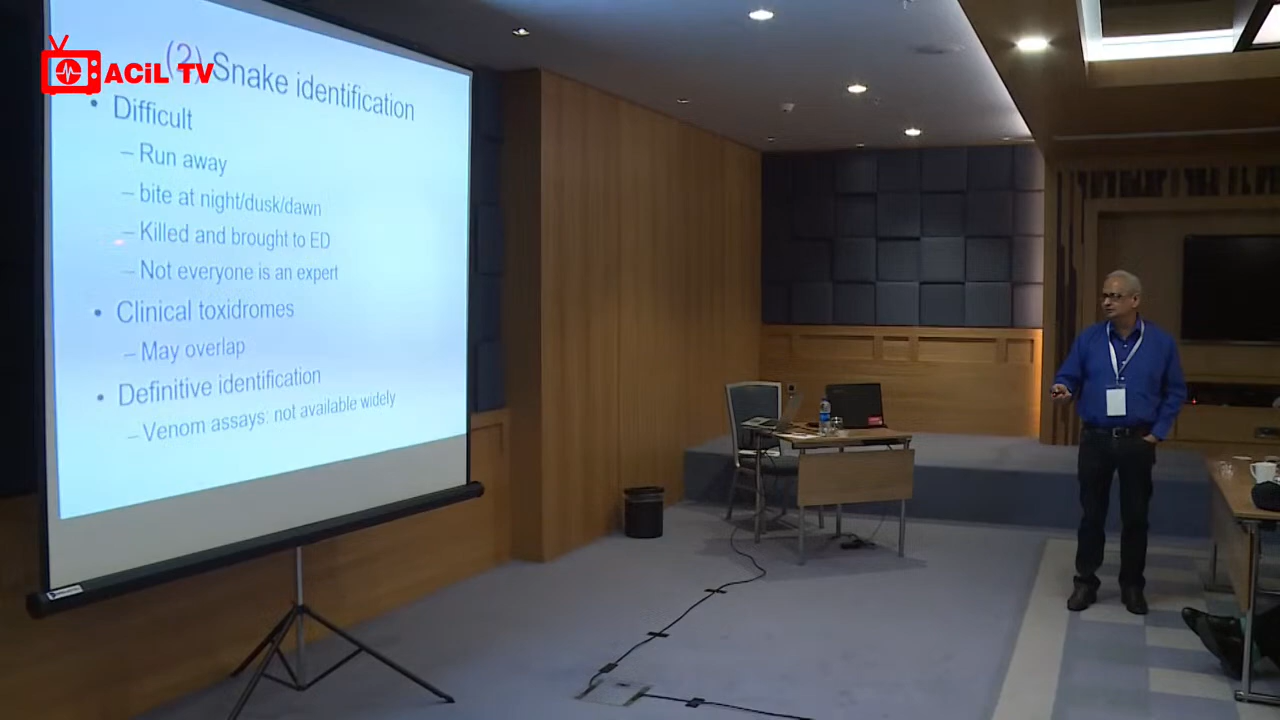 ACiL TV
(2) Snake identification
• Difficult
– Run away
– bite at night/dusk/dawn
– Killed and brought to ED
– Not everyone is an expert
• Clinical toxidromes
– May overlap
• Definitive identification
– Venom assays: not available widely